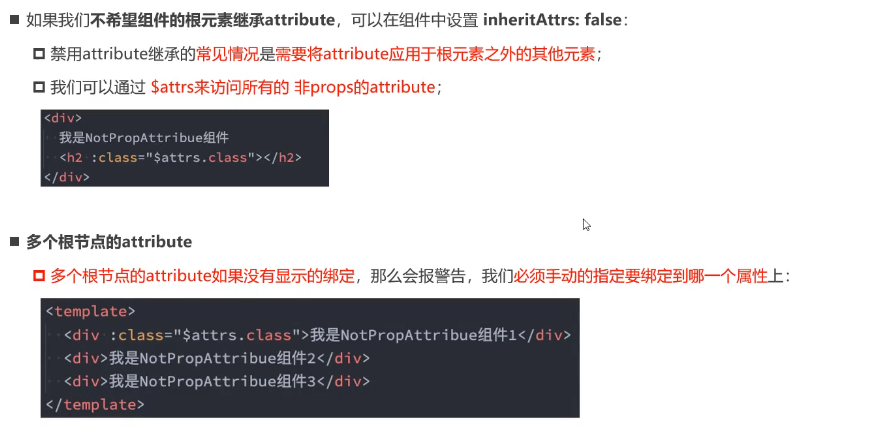 如果我们不希望组件的根元素继承attribute，可以在组件中设置 inheritAttrs: false：
禁用attribute继承的常见情况是需要将attribute应用于根元素之外的其他元素；
我们可以通过 $attrs来访问所有的 非props的attribute；
<div>
我是NotPropAttribue组件
<h2 :class="$attrs.class"></h2>
</div>
多个根节点的attribute
多个根节点的attribute如果没有显示的绑定，那么会报警告，我们必须手动的指定要绑定到哪一个属性上：
<template>
<div :class="$attrs.class">我是NotPropAttribue组件1</div>
<div>我是NotPropAttribue组件2</div>
<div>我是NotPropAttribue组件3</div>
</template>